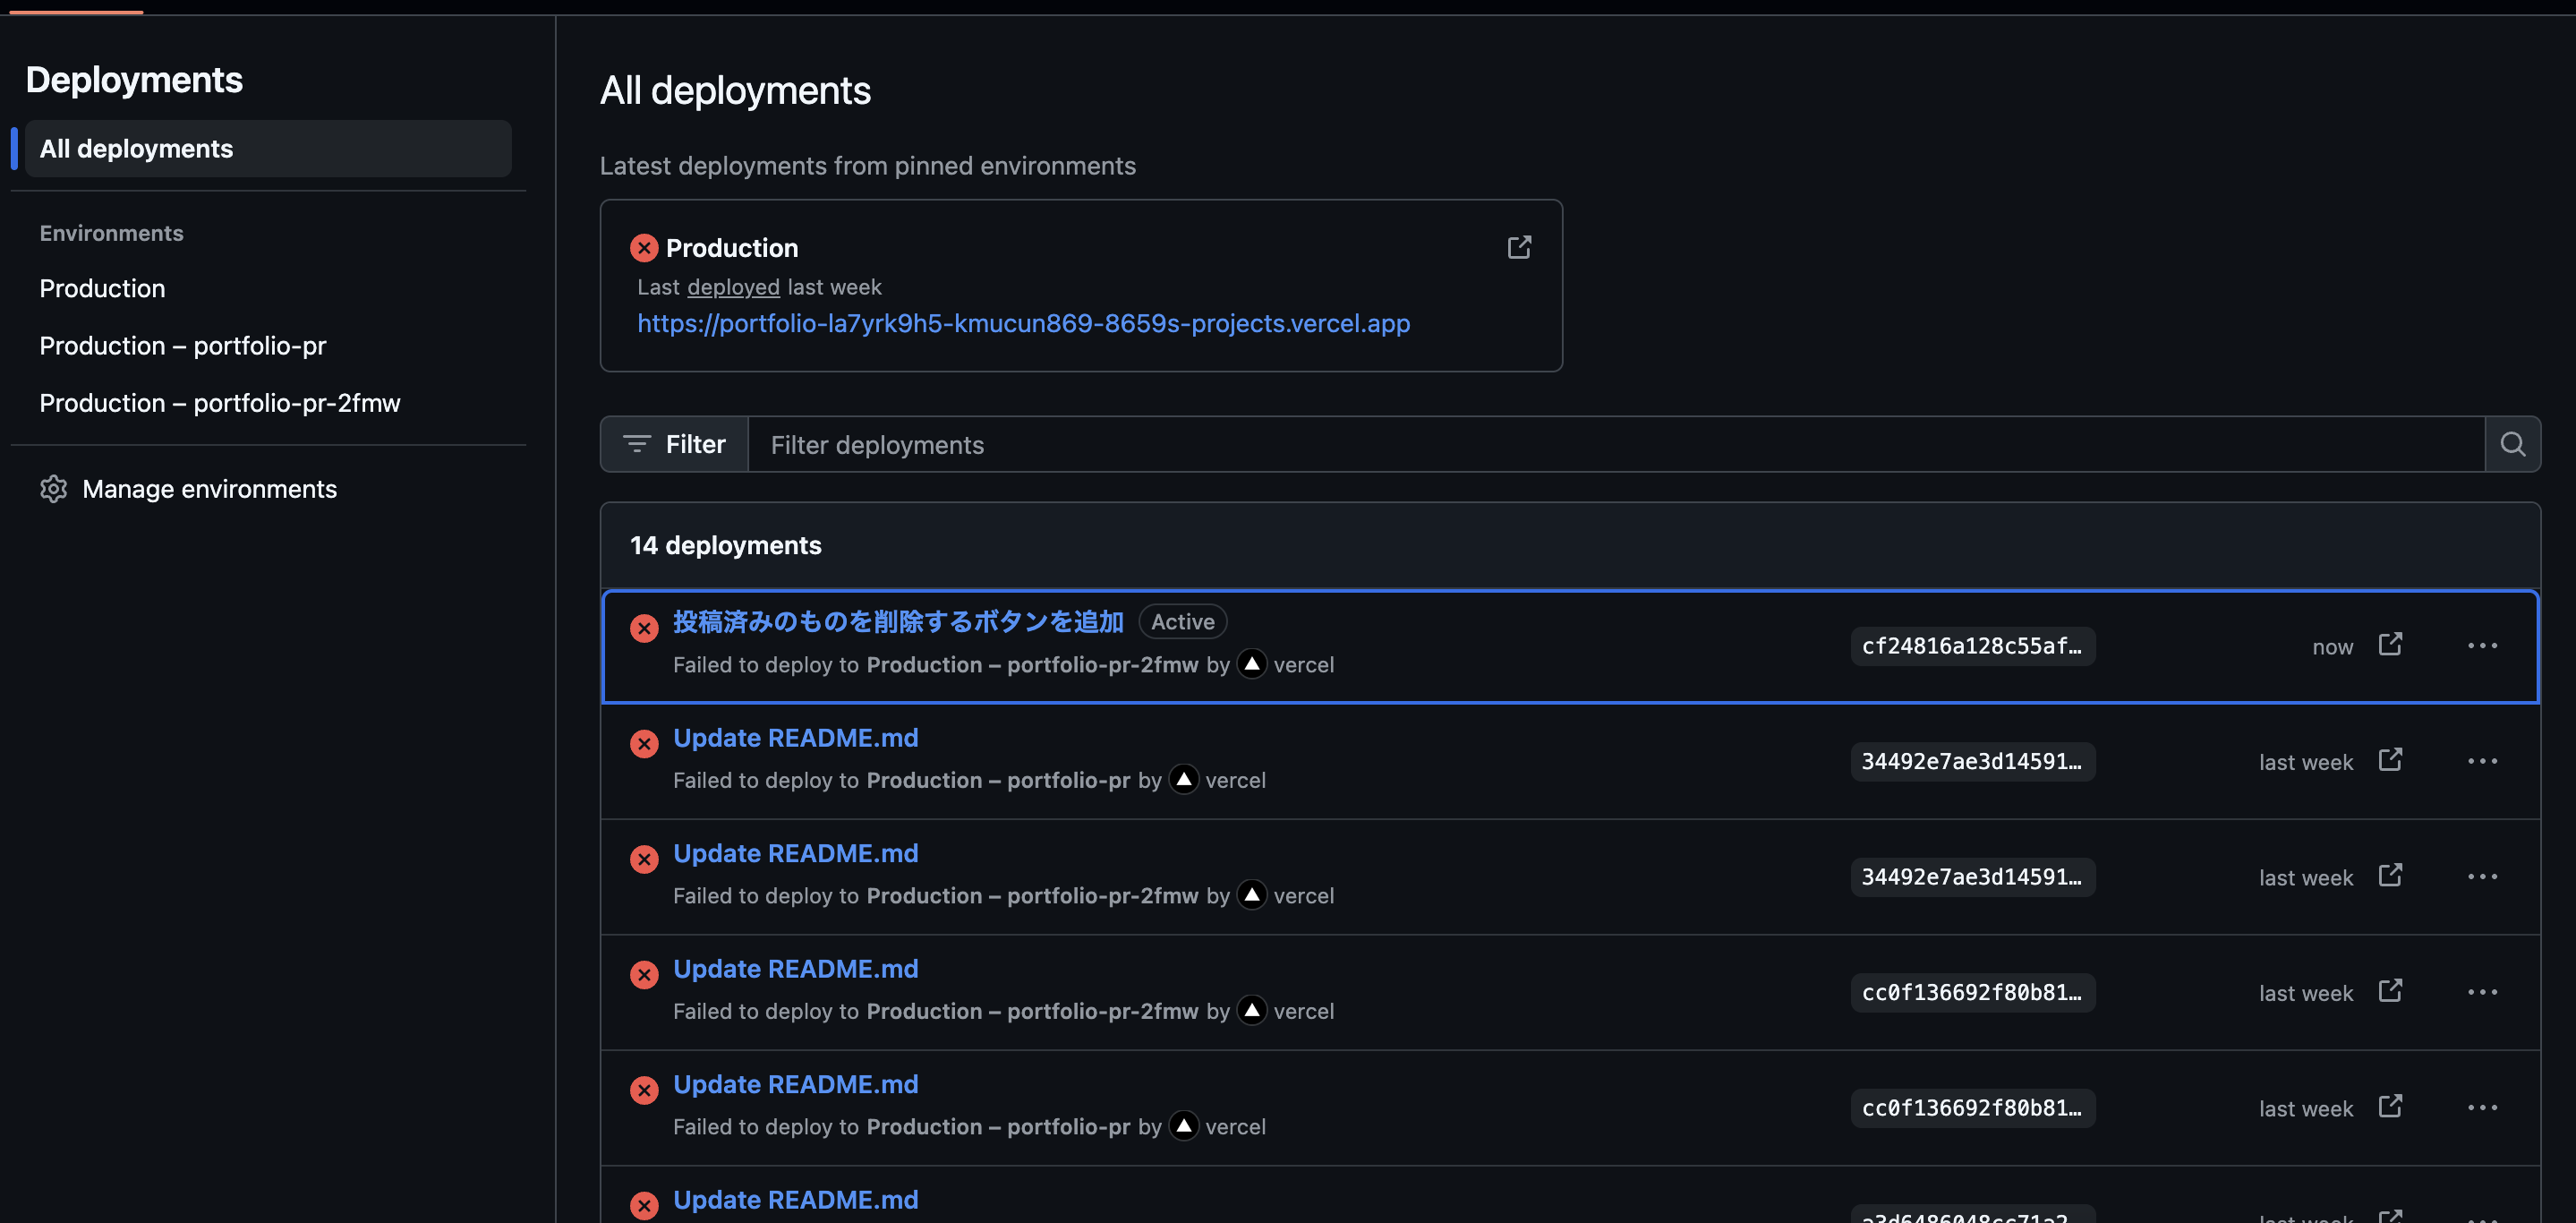 Deployments
All deployments
Environments
Production
Production – portfolio-pr
Production – portfolio-pr-2fmw
Manage environments
All deployments
Latest deployments from pinned environments
Production
Last deployed last week
https://portfolio-la7yrk9h5-kmucun869-8659s-projects.vercel.app
Filter
Filter deployments
14 deployments
投稿済みのものを削除するボタンを追加 Active
Failed to deploy to Production – portfolio-pr-2fmw by vercel
cf24816a128c55af…
now
Update README.md
Failed to deploy to Production – portfolio-pr by vercel
34492e7ae3d14591…
last week
Update README.md
Failed to deploy to Production – portfolio-pr-2fmw by vercel
34492e7ae3d14591…
last week
Update README.md
Failed to deploy to Production – portfolio-pr-2fmw by vercel
cc0f136692f80b81…
last week
Update README.md
Failed to deploy to Production – portfolio-pr by vercel
cc0f136692f80b81…
last week
Update README.md